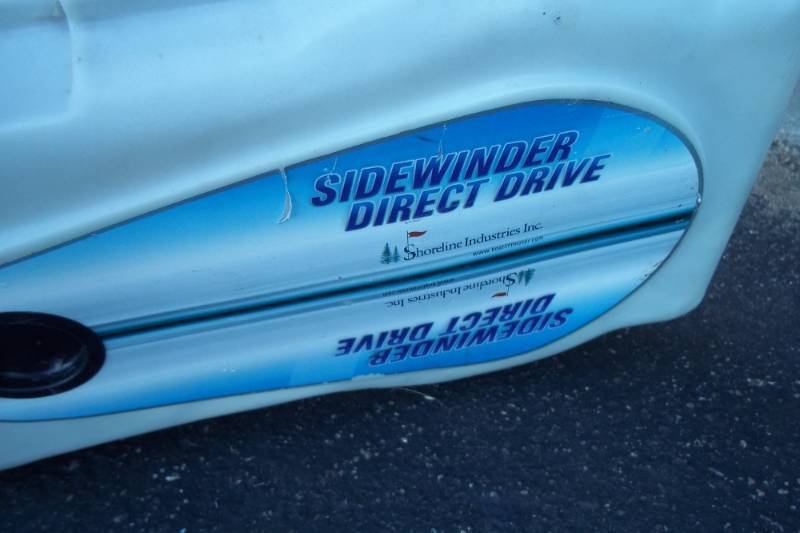 SIDEWINDER
DIRECT DRIVE
Shoreline Industries Inc.
Shoreline Industries Inc.
DIRECT DRIVE
SIDEWINDER